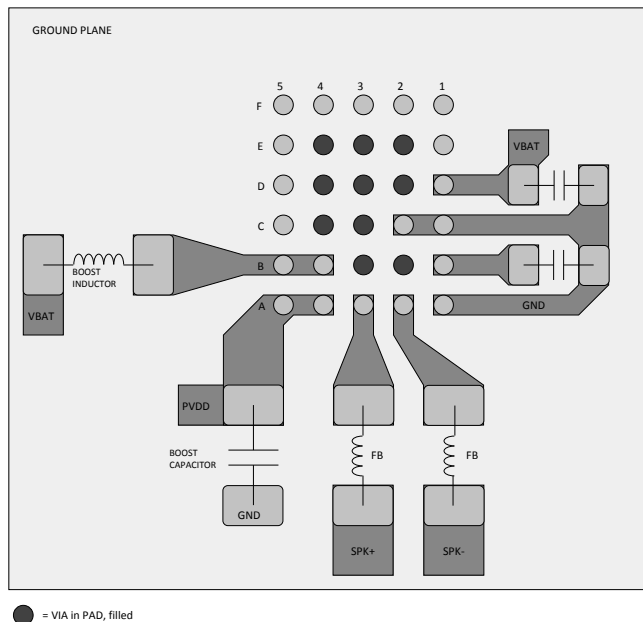 GROUND PLANE
5 4 3 2 1
F
E
VBAT
D
C
BOOST
INDUCTOR
B
VBAT
A
GND
PVDD
BOOST
CAPACITOR
FB
FB
GND
SPK+
SPK-
= VIA in PAD, filled